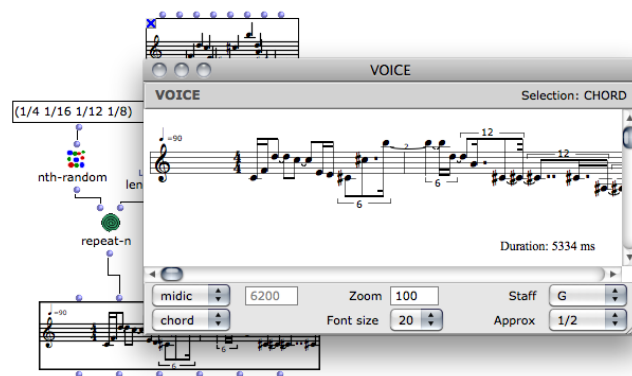 VOICE
VOICE
Selection: CHORD
(1/4 1/16 1/12 1/8)
=90
12
2
4
4
12
nth-random
len
6
6
repeat-n
Duration: 5334 ms
midic
6200
Zoom
100
Staff
G
=90
chord
Font size
20
Approx
1/2
6